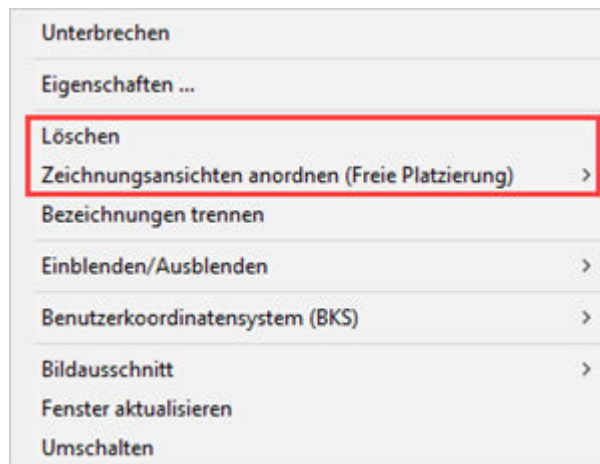 Unterbrechen
Eigenschaften ...
Löschen
Zeichnungsansichten anordnen (Freie Platzierung)
Bezeichnungen trennen
Einblenden/Ausblenden
Benutzerkoordinatensystem (BKS)
Bildausschnitt
Fenster aktualisieren
Umschalten